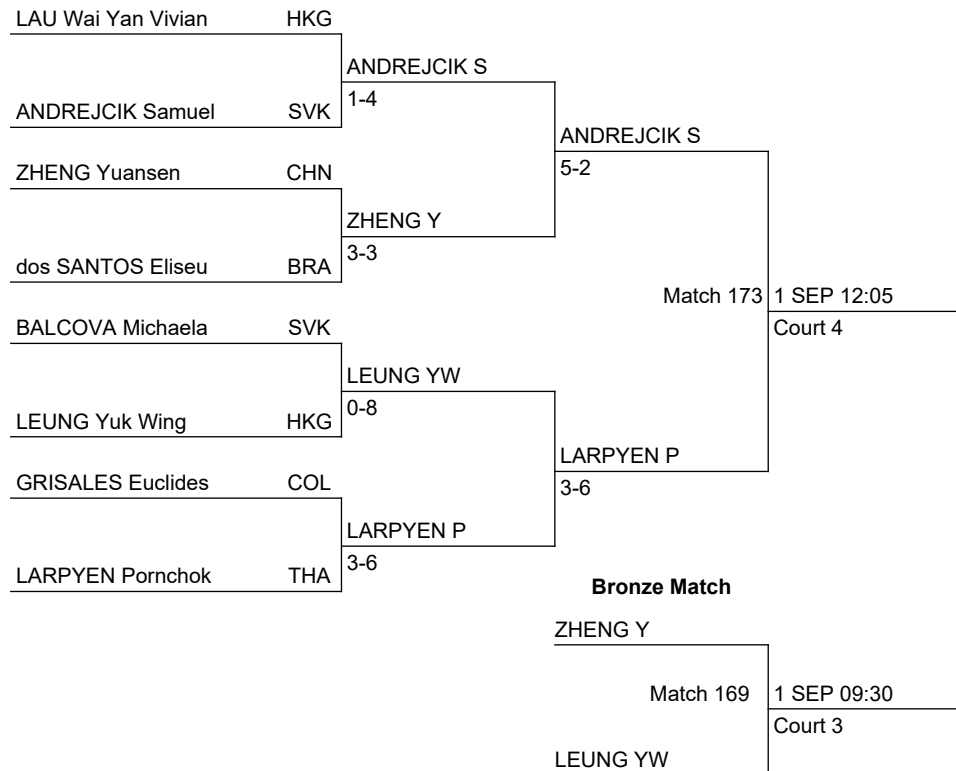 LAU Wai Yan Vivian HKG
ANDREJCIK S
1-4
ANDREJCIK Samuel SVK
ANDREJCIK S
5-2
ZHENG Yuansen CHN
ZHENG Y
3-3
dos SANTOS Eliseu BRA
Match 173 1 SEP 12:05
Court 4
BALCOVA Michaela SVK
LEUNG YW
0-8
LEUNG Yuk Wing HKG
LARPYEN P
3-6
GRISALES Euclides COL
LARPYEN P
3-6
LARPYEN Pornchok THA
Bronze Match
ZHENG Y
Match 169 1 SEP 09:30
Court 3
LEUNG YW